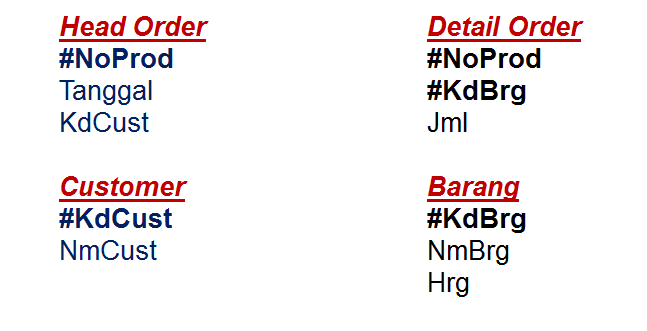 Head Order
#NoProd
Tanggal
KdCust
Detail Order
#NoProd
#KdBrg
Jml
Customer
#KdCust
NmCust
Barang
#KdBrg
NmBrg
Hrg